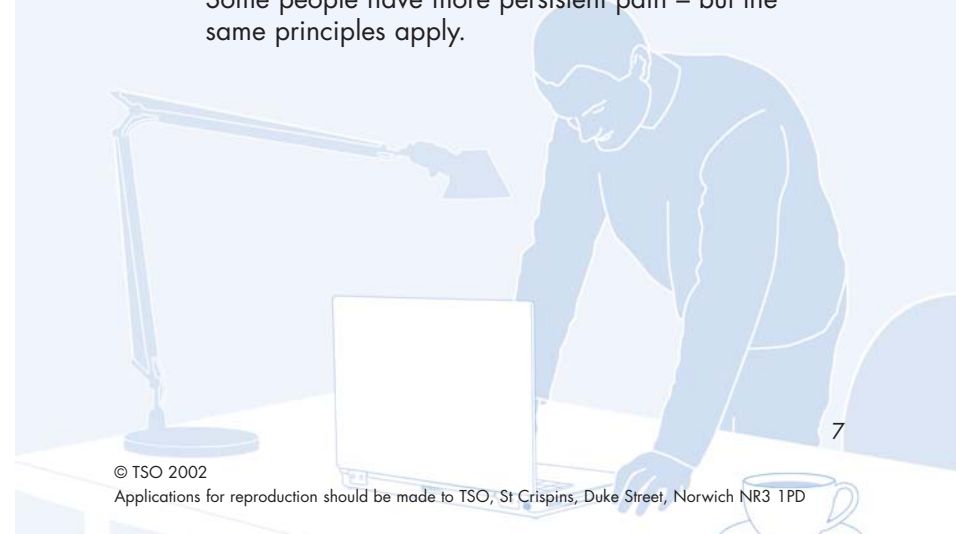 Some people have more persistent pain – but the
same principles apply.
7
© TSO 2002
Applications for reproduction should be made to TSO, St Crispins, Duke Street, Norwich NR3 1PD